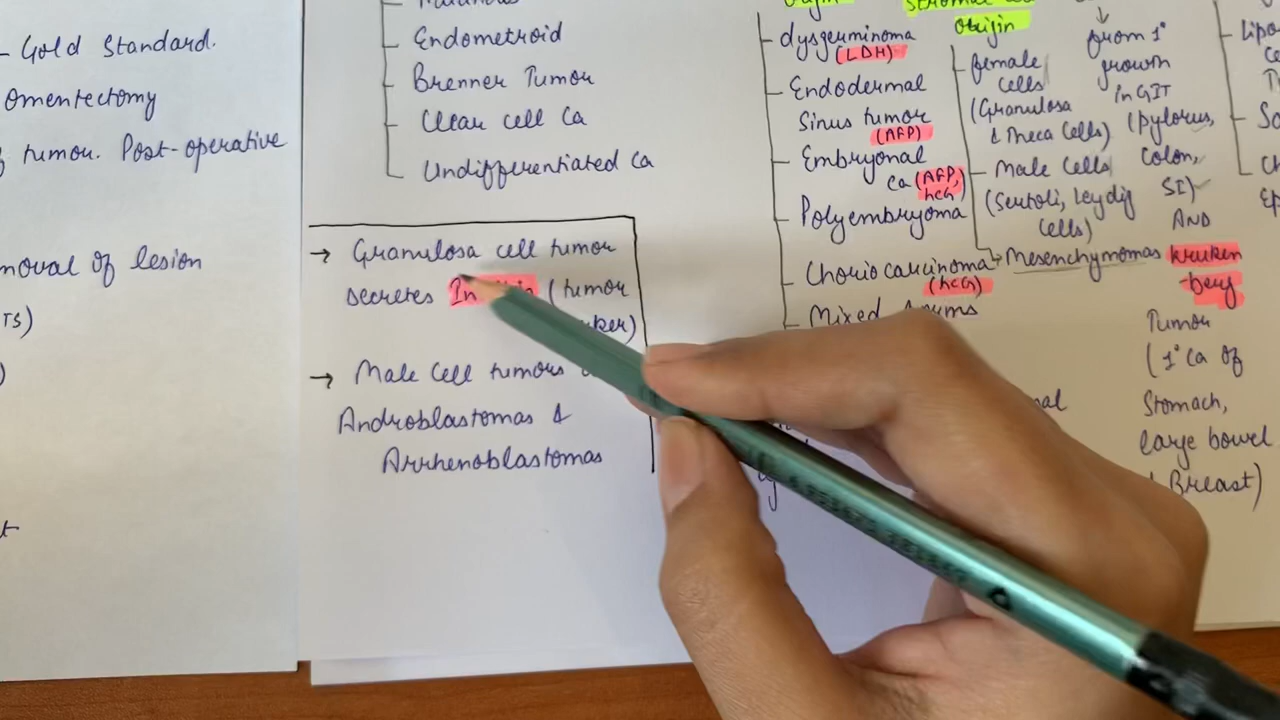 - Gold Standard.
Omentectomy
tumor. Post-operative
of lesion
TS)
Endometroid
Brenner Tumor
Clear cell Ca
Undifferentiated Ca
→ Granulosa cell tumor
secretes (tumor
→ Male Cell tumors
Androblastomas &
Arrhenoblastomas
dysgerminoma
(LDH)
Endodermal
Sinus tumor
(AFP)
Embryonal
Ca (AFP,
hCG)
Polyembryoma
Choriocarcinoma
(hCG)
Mixed
Origin
female
Cells
(Granulosa
& Theca Cells)
Male Cells
(Sertoli, Leydig
Cells)
Mesenchymomas
↓
from 1°
growth
in GIT
(pylorus,
Colon,
SI)
AND
kruken
-berg
Tumor
(1° Ca of
Stomach,
large bowel
Breast)